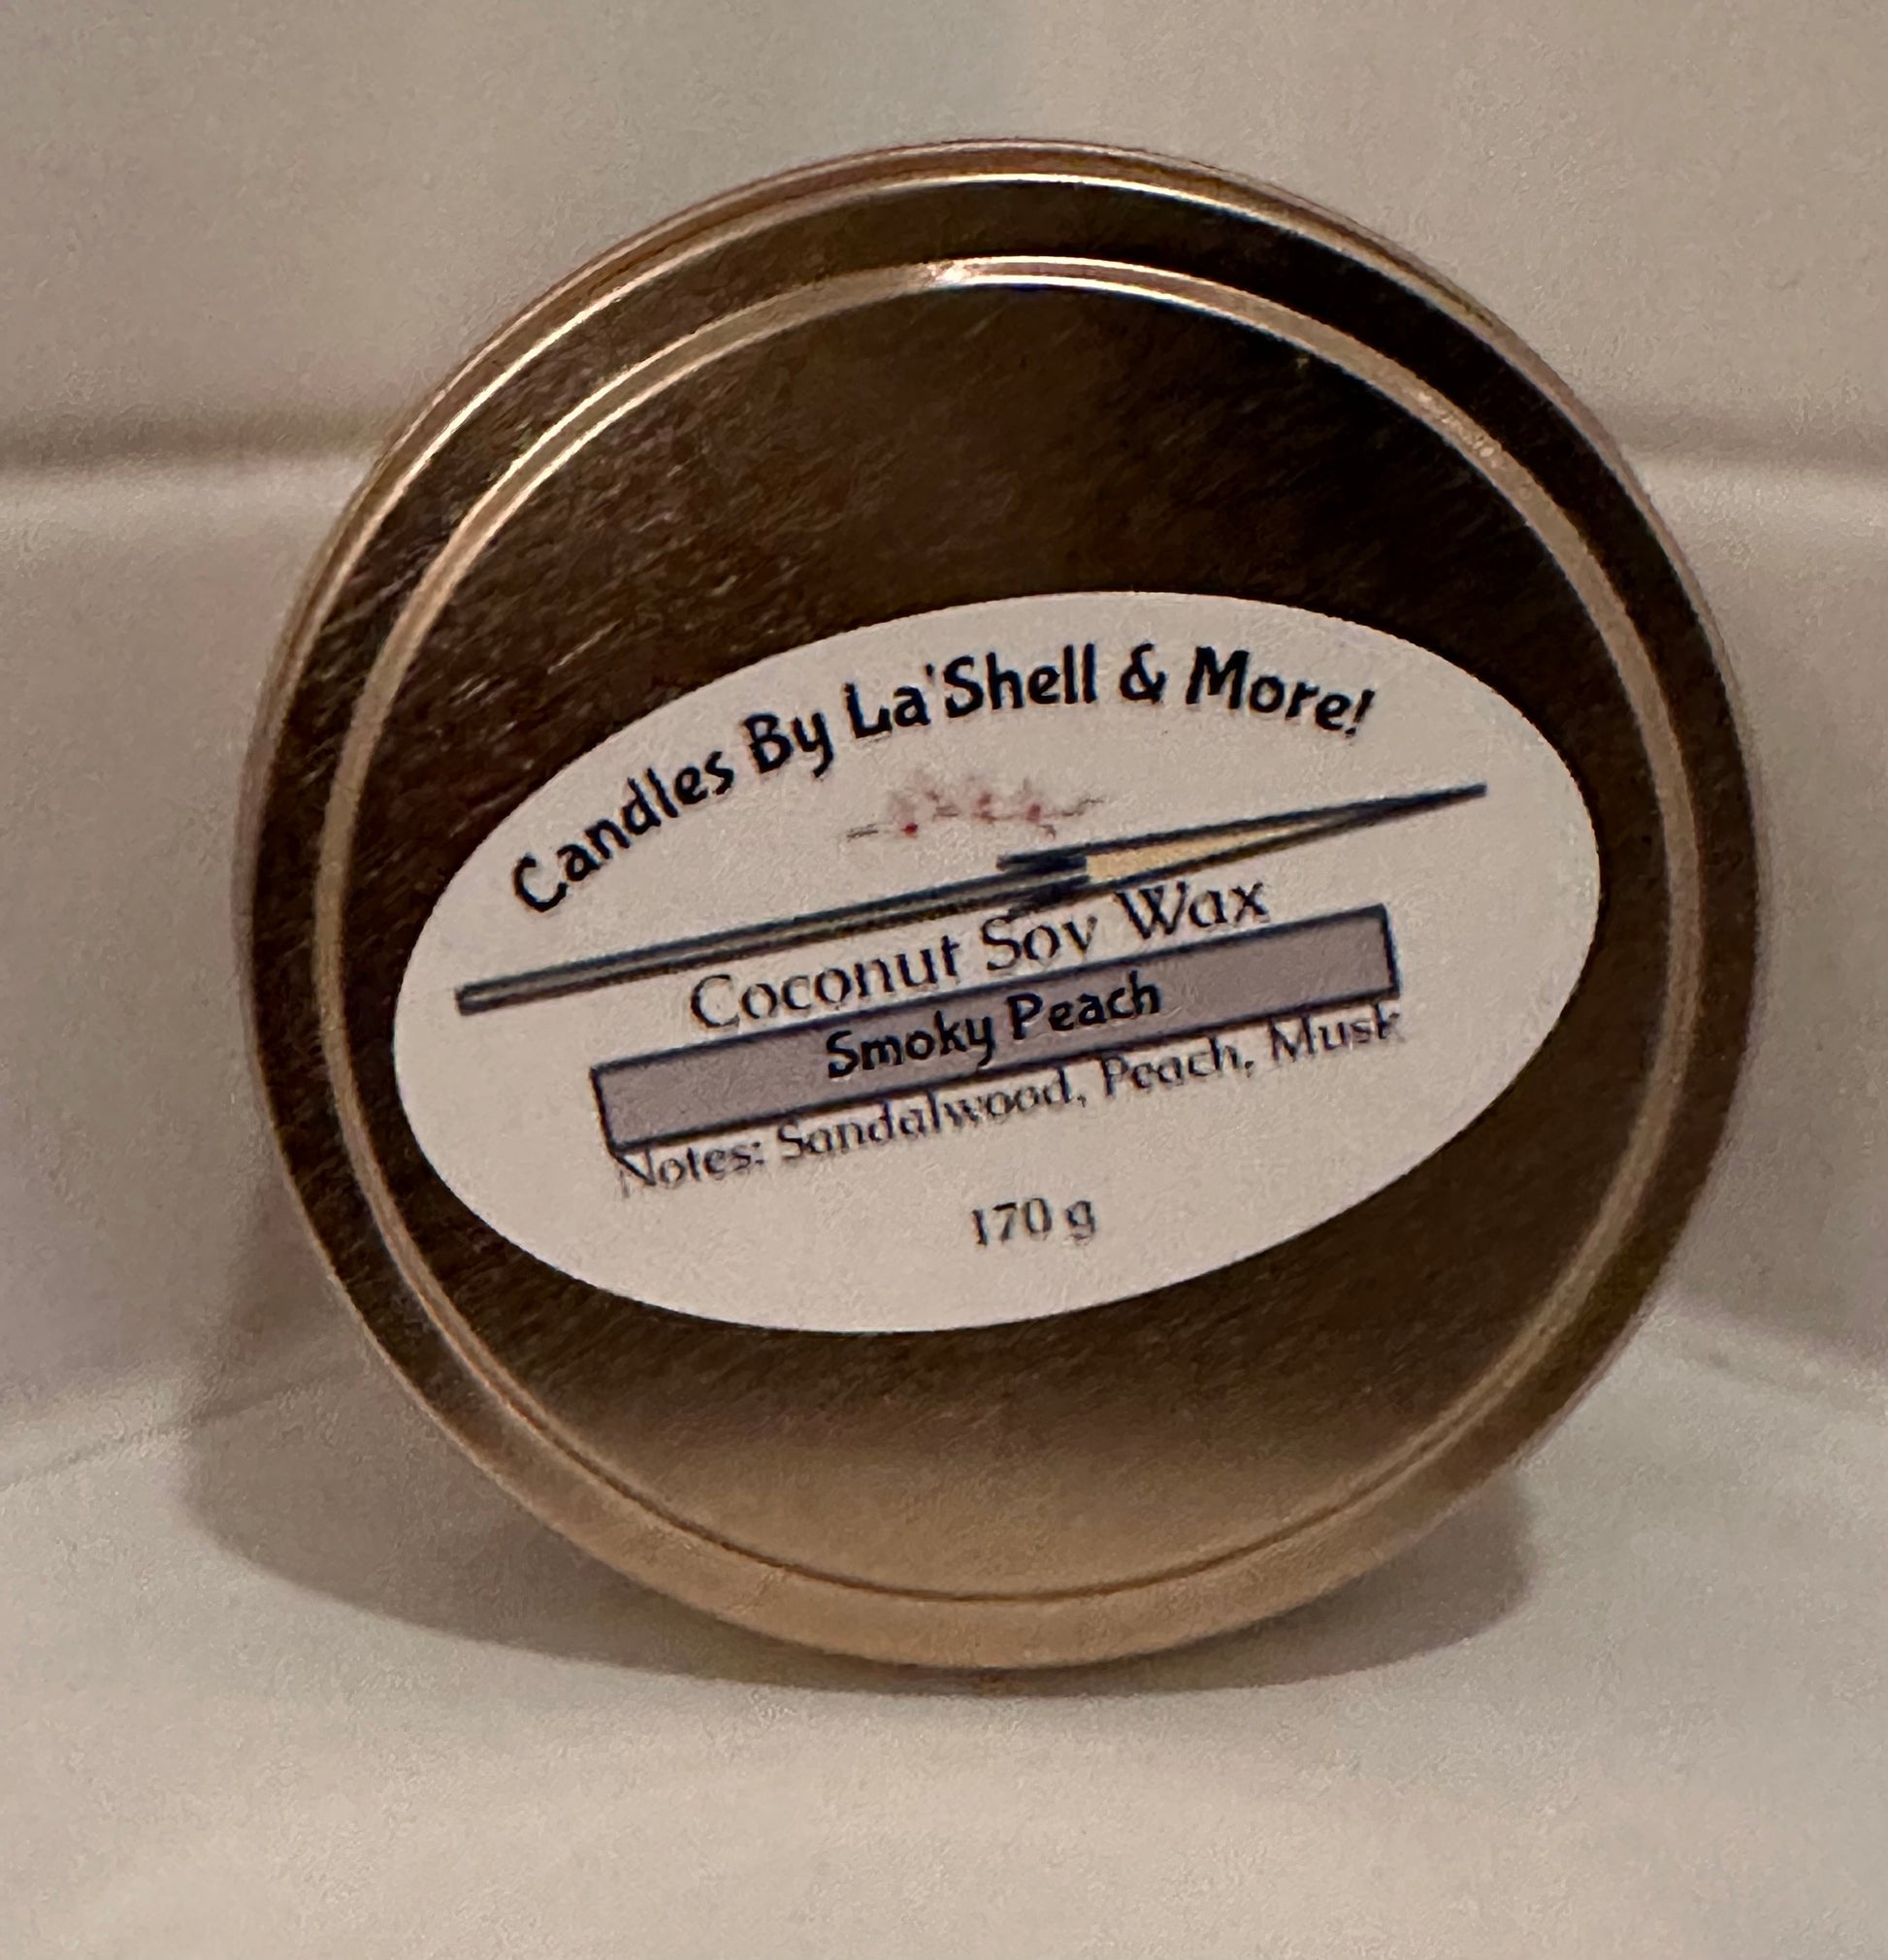 Candles By La'Shell & More!
Coconut Soy Wax
Smoky Peach
Notes: Sandalwood, Peach, Musk
170 g